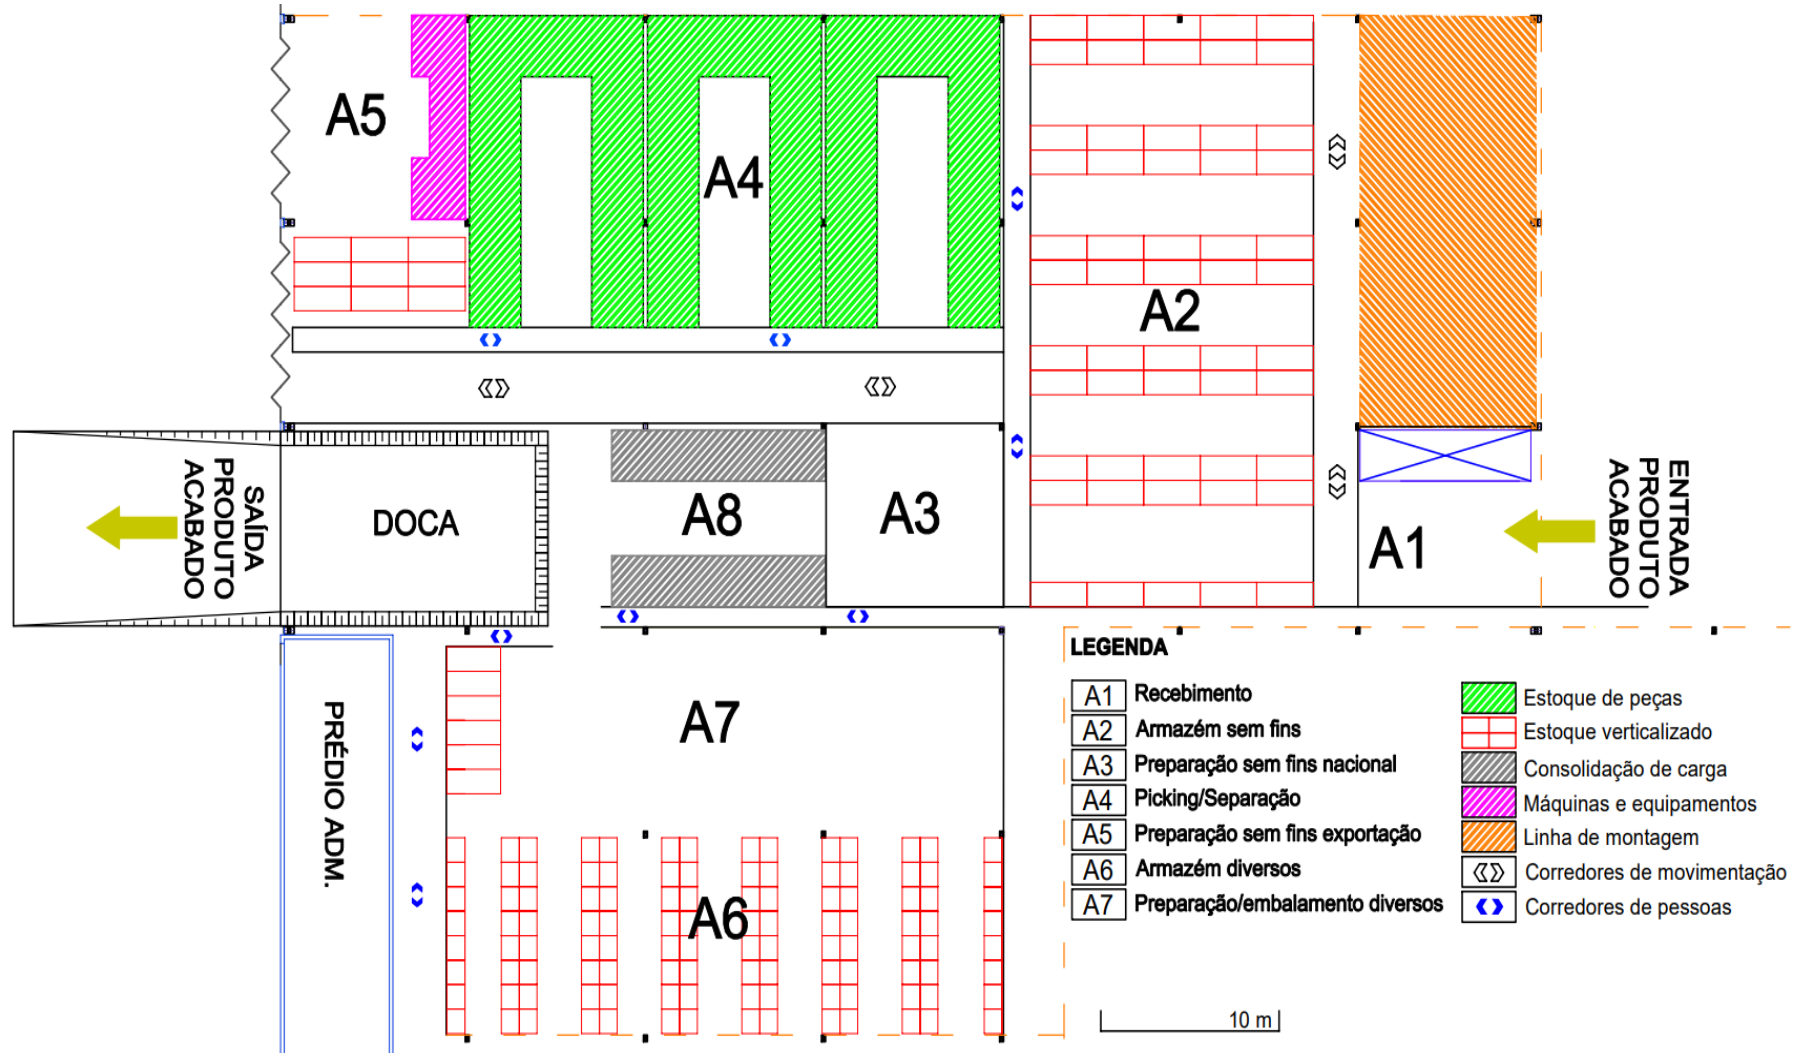 A5
A4
A2
SAÍDA
PRODUTO
ACABADO
DOCA
A8
A3
A1
ENTRADA
PRODUTO
ACABADO
PRÉDIO ADM.
A7
A6
LEGENDA
A1 Recebimento
A2 Armazém sem fins
A3 Preparação sem fins nacional
A4 Picking/Separação
A5 Preparação sem fins exportação
A6 Armazém diversos
A7 Preparação/embalamento diversos
Estoque de peças
Estoque verticalizado
Consolidação de carga
Máquinas e equipamentos
Linha de montagem
Corredores de movimentação
Corredores de pessoas
10 m